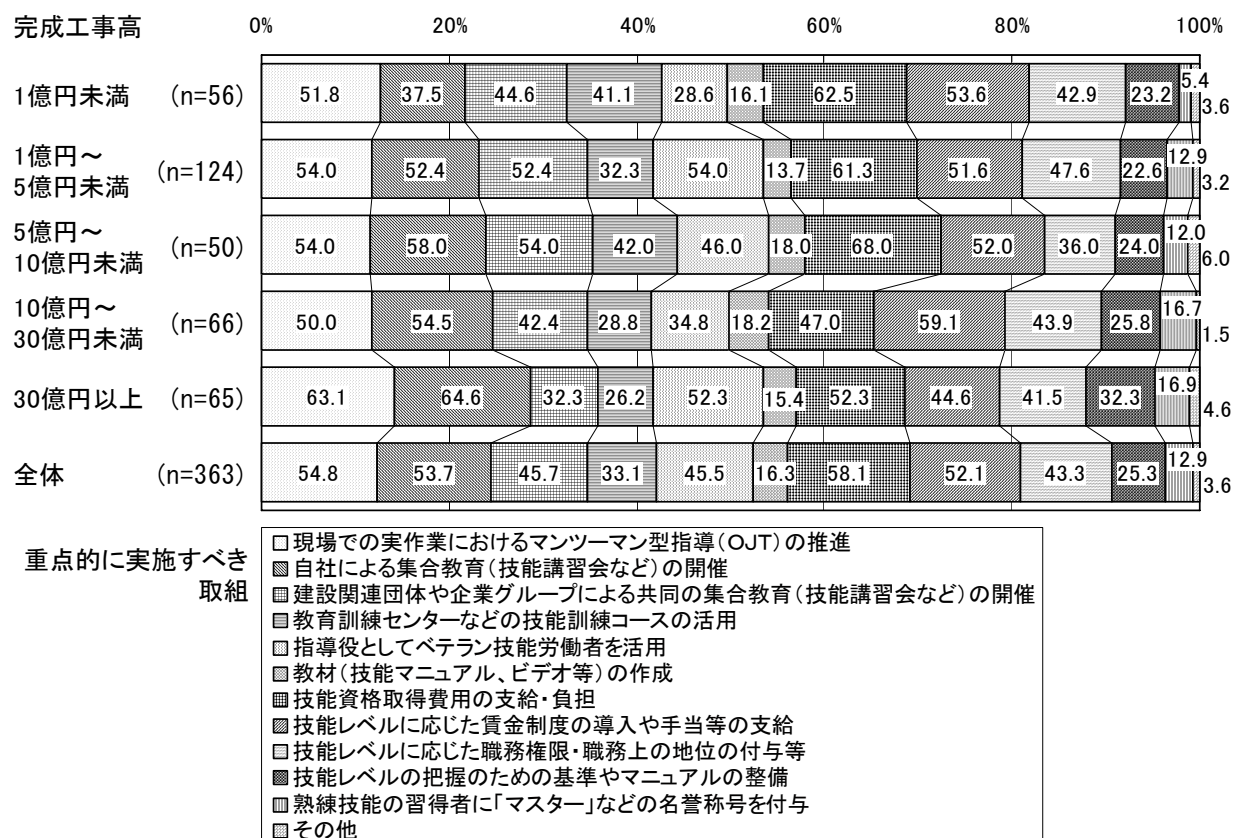 完成工事高 0% 20% 40% 60% 80% 100%
1億円未満 (n=56) 51.8 37.5 44.6 41.1 28.6 16.1 62.5 53.6 42.9 23.2 5.4 3.6
1億円～
5億円未満 (n=124) 54.0 52.4 52.4 32.3 54.0 13.7 61.3 51.6 47.6 22.6 12.9 3.2
5億円～
10億円未満 (n=50) 54.0 58.0 54.0 42.0 46.0 18.0 68.0 52.0 36.0 24.0 12.0 6.0
10億円～
30億円未満 (n=66) 50.0 54.5 42.4 28.8 34.8 18.2 47.0 59.1 43.9 25.8 16.7 1.5
30億円以上 (n=65) 63.1 64.6 32.3 26.2 52.3 15.4 52.3 44.6 41.5 32.3 16.9 4.6
全体 (n=363) 54.8 53.7 45.7 33.1 45.5 16.3 58.1 52.1 43.3 25.3 12.9 3.6
重点的に実施すべき
取組
現場での実作業におけるマンツーマン型指導(OJT)の推進
自社による集合教育(技能講習会など)の開催
建設関連団体や企業グループによる共同の集合教育(技能講習会など)の開催
教育訓練センターなどの技能訓練コースの活用
指導役としてベテラン技能労働者を活用
教材(技能マニュアル、ビデオ等)の作成
技能資格取得費用の支給・負担
技能レベルに応じた賃金制度の導入や手当等の支給
技能レベルに応じた職務権限・職務上の地位の付与等
技能レベルの把握のための基準やマニュアルの整備
熟練技能の習得者に「マスター」などの名誉称号を付与
その他